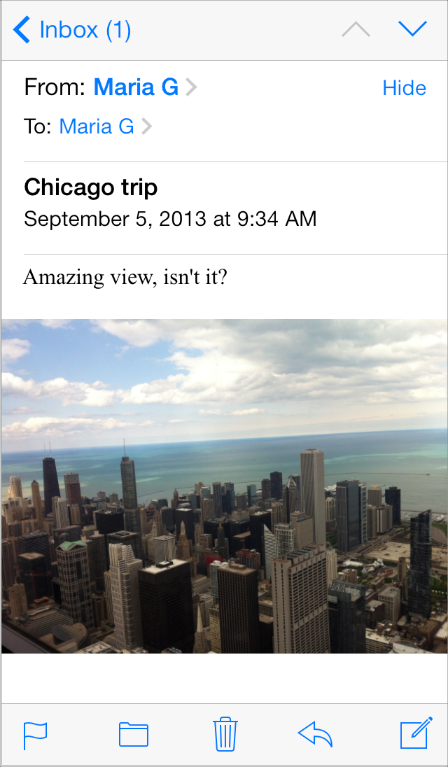 Inbox (1)
From: Maria G Hide
To: Maria G
Chicago trip
September 5, 2013 at 9:34 AM
Amazing view, isn't it?